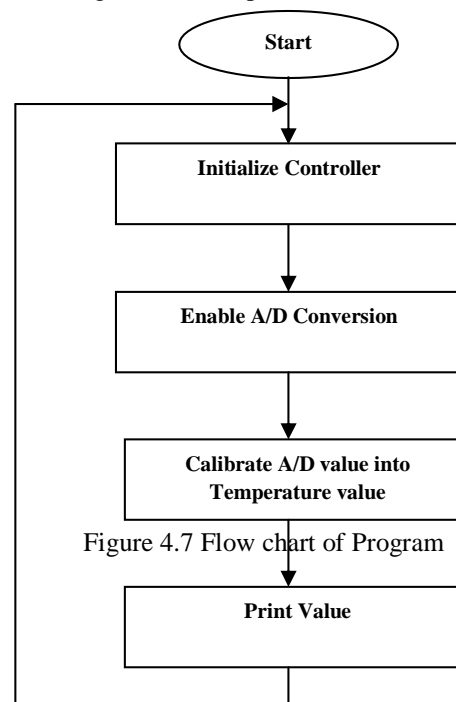 Start
Initialize Controller
Enable A/D Conversion
Calibrate A/D value into
Temperature value
Figure 4.7 Flow chart of Program
Print Value